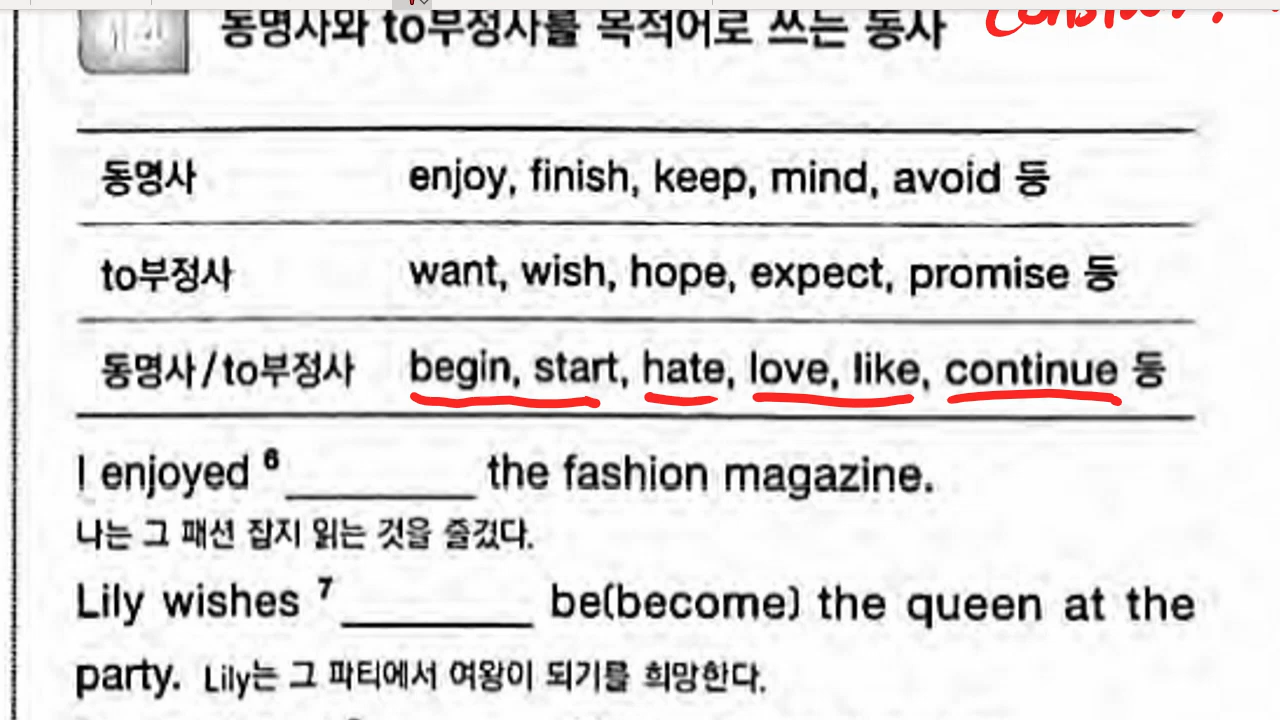 동명사와 to부정사를 목적어로 쓰는 동사
동명사 enjoy, finish, keep, mind, avoid 등
to부정사 want, wish, hope, expect, promise 등
동명사/to부정사 begin, start, hate, love, like, continue 등
I enjoyed 6 ________ the fashion magazine.
나는 그 패션 잡지 읽는 것을 즐겼다.
Lily wishes 7 ________ be(become) the queen at the
party. Lily는 그 파티에서 여왕이 되기를 희망한다.